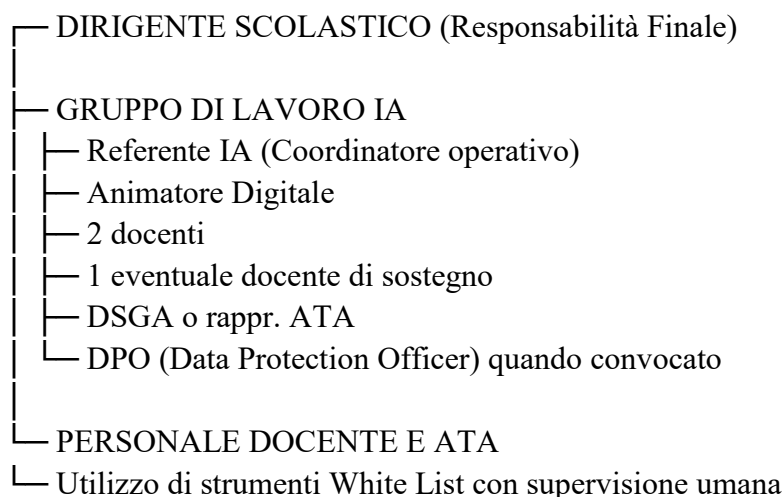 DIRIGENTE SCOLASTICO (Responsabilità Finale)
GRUPPO DI LAVORO IA
Referente IA (Coordinatore operativo)
Animatore Digitale
2 docenti
1 eventuale docente di sostegno
DSGA o rappr. ATA
DPO (Data Protection Officer) quando convocato
PERSONALE DOCENTE E ATA
Utilizzo di strumenti White List con supervisione umana